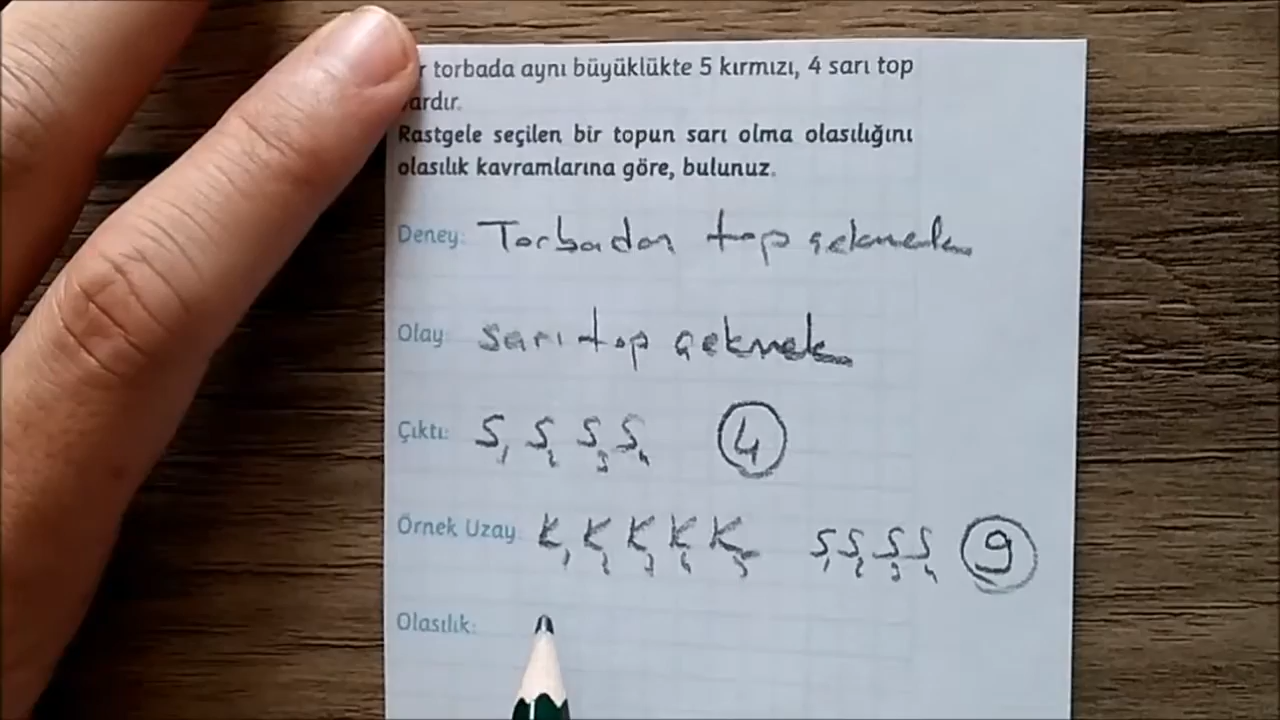 r torbada aynı büyüklükte 5 kırmızı, 4 sarı top
ardır.
Rastgele seçilen bir topun sarı olma olasılığını
olasılık kavramlarına göre, bulunuz.
Deney: Torbadan top çekmek
Olay: Sarı top çekmek
Çıktı: S₁ S₂ S₃ S₄ 4
Örnek Uzay: K₁ K₂ K₃ K₄ K₅ S₁ S₂ S₃ S₄ 9
Olasılık: